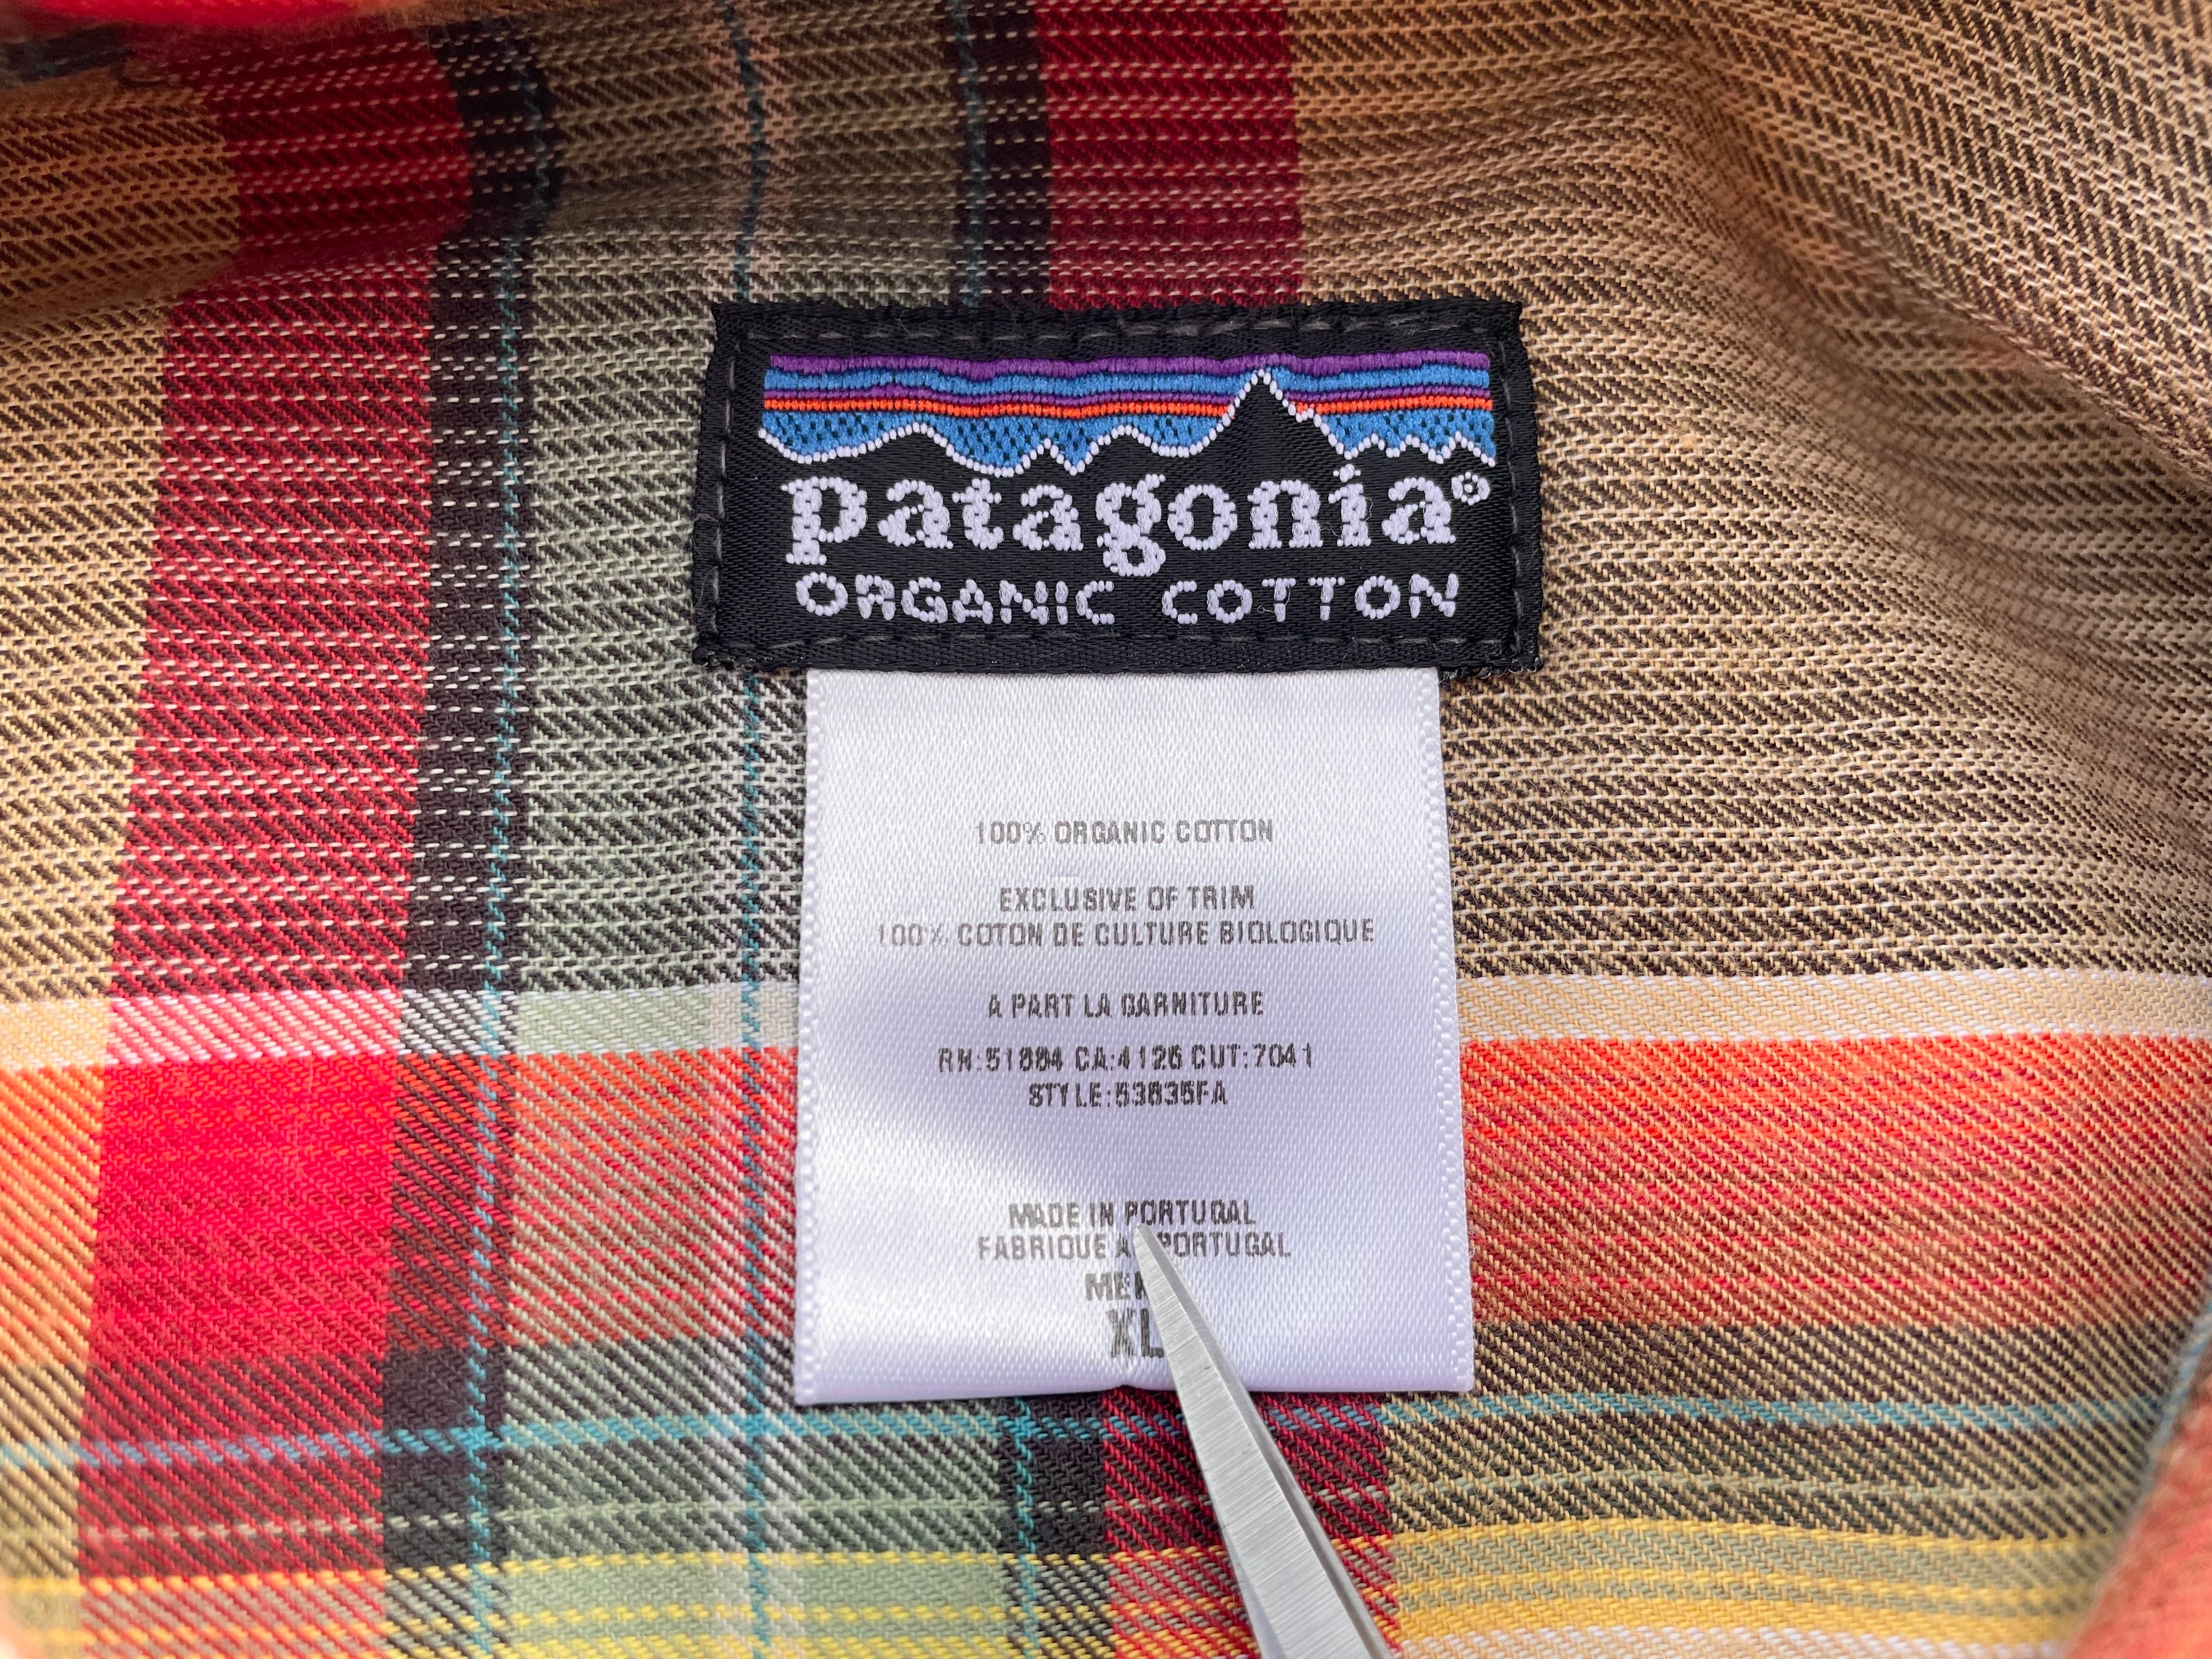 patagonia®
ORGANIC COTTON
100% ORGANIC COTTON
EXCLUSIVE OF TRIM
100% COTON DE CULTURE BIOLOGIQUE
A PART LA GARNITURE
RN:51884 CA:4126 CUT:7041
STYLE:53835FA
MADE IN PORTUGAL
FABRIQUE PORTUGAL
XL